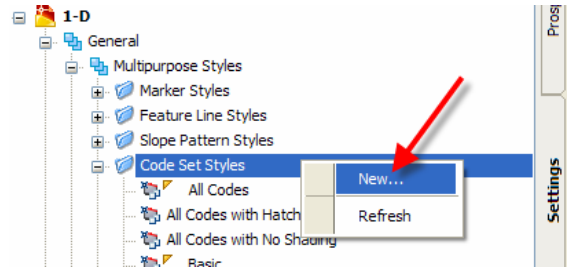 1-D
General
Multipurpose Styles
Marker Styles
Feature Line Styles
Slope Pattern Styles
Code Set Styles
New...
All Codes
Refresh
All Codes with Hatch
All Codes with No Shading
Basic
Settings